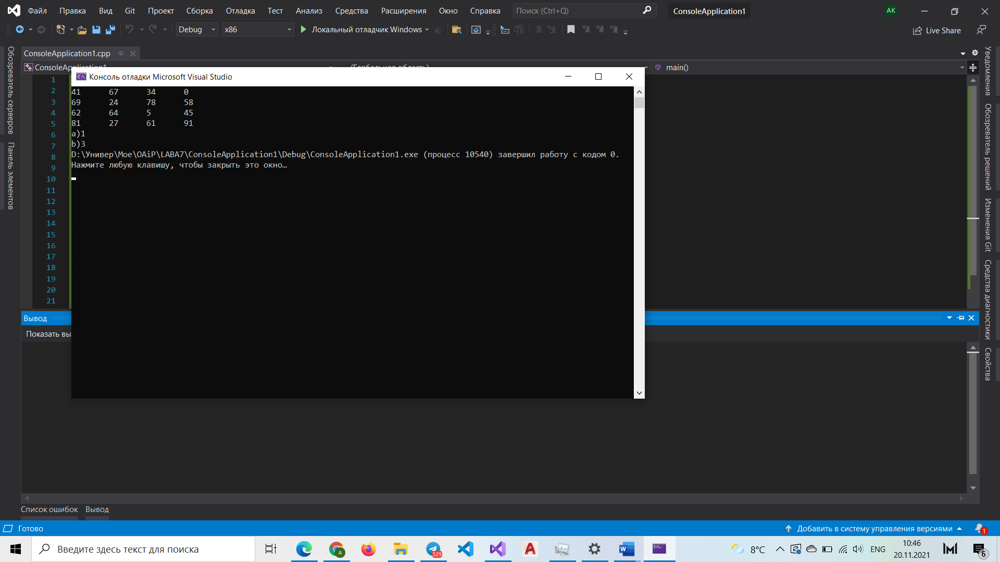 Файл Правка Вид Git Проект Сборка Отладка Тест Анализ Средства Расширения Окно Справка Поиск (Ctrl+Q) ConsoleApplication1 AK
Debug x86 Локальный отладчик Windows Live Share
ConsoleApplication1.cpp
ConsoleApplication1 (Глобальная область) main()
Консоль отладки Microsoft Visual Studio
41 67 34 0
69 24 78 58
62 64 5 45
81 27 61 91
a)1
b)3
D:\Универ\Мое\OAiP\LABA7\ConsoleApplication1\Debug\ConsoleApplication1.exe (процесс 10540) завершил работу с кодом 0.
Нажмите любую клавишу, чтобы закрыть это окно…
1
2
3
4
5
6
7
8
9
10
11
12
13
14
15
16
17
18
19
20
21
Обозреватель серверов
Панель элементов
Уведомления
Обозреватель решений
Изменения Git
Средства диагностики
Свойства
Вывод
Показать вы
Список ошибок Вывод
Готово Добавить в систему управления версиями 1
Введите здесь текст для поиска 529 8°C ENG 10:46
20.11.2021 6